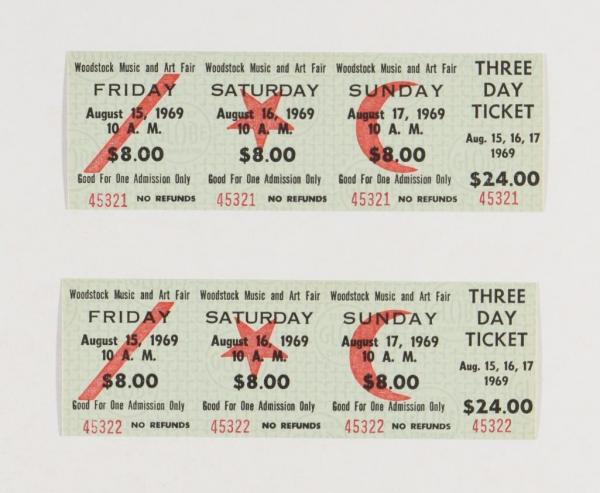 Woodstock Music and Art Fair
FRIDAY
August 15, 1969
10 A. M.
$8.00
Good For One Admission Only
45321 NO REFUNDS
Woodstock Music and Art Fair
SATURDAY
August 16, 1969
10 A. M.
$8.00
Good For One Admission Only
45321 NO REFUNDS
Woodstock Music and Art Fair
SUNDAY
August 17, 1969
10 A. M.
$8.00
Good For One Admission Only
45321 NO REFUNDS
THREE
DAY
TICKET
Aug. 15, 16, 17
1969
$24.00
45321
Woodstock Music and Art Fair
FRIDAY
August 15, 1969
10 A. M.
$8.00
Good For One Admission Only
45322 NO REFUNDS
Woodstock Music and Art Fair
SATURDAY
August 16, 1969
10 A. M.
$8.00
Good For One Admission Only
45322 NO REFUNDS
Woodstock Music and Art Fair
SUNDAY
August 17, 1969
10 A. M.
$8.00
Good For One Admission Only
45322 NO REFUNDS
THREE
DAY
TICKET
Aug. 15, 16, 17
1969
$24.00
45322